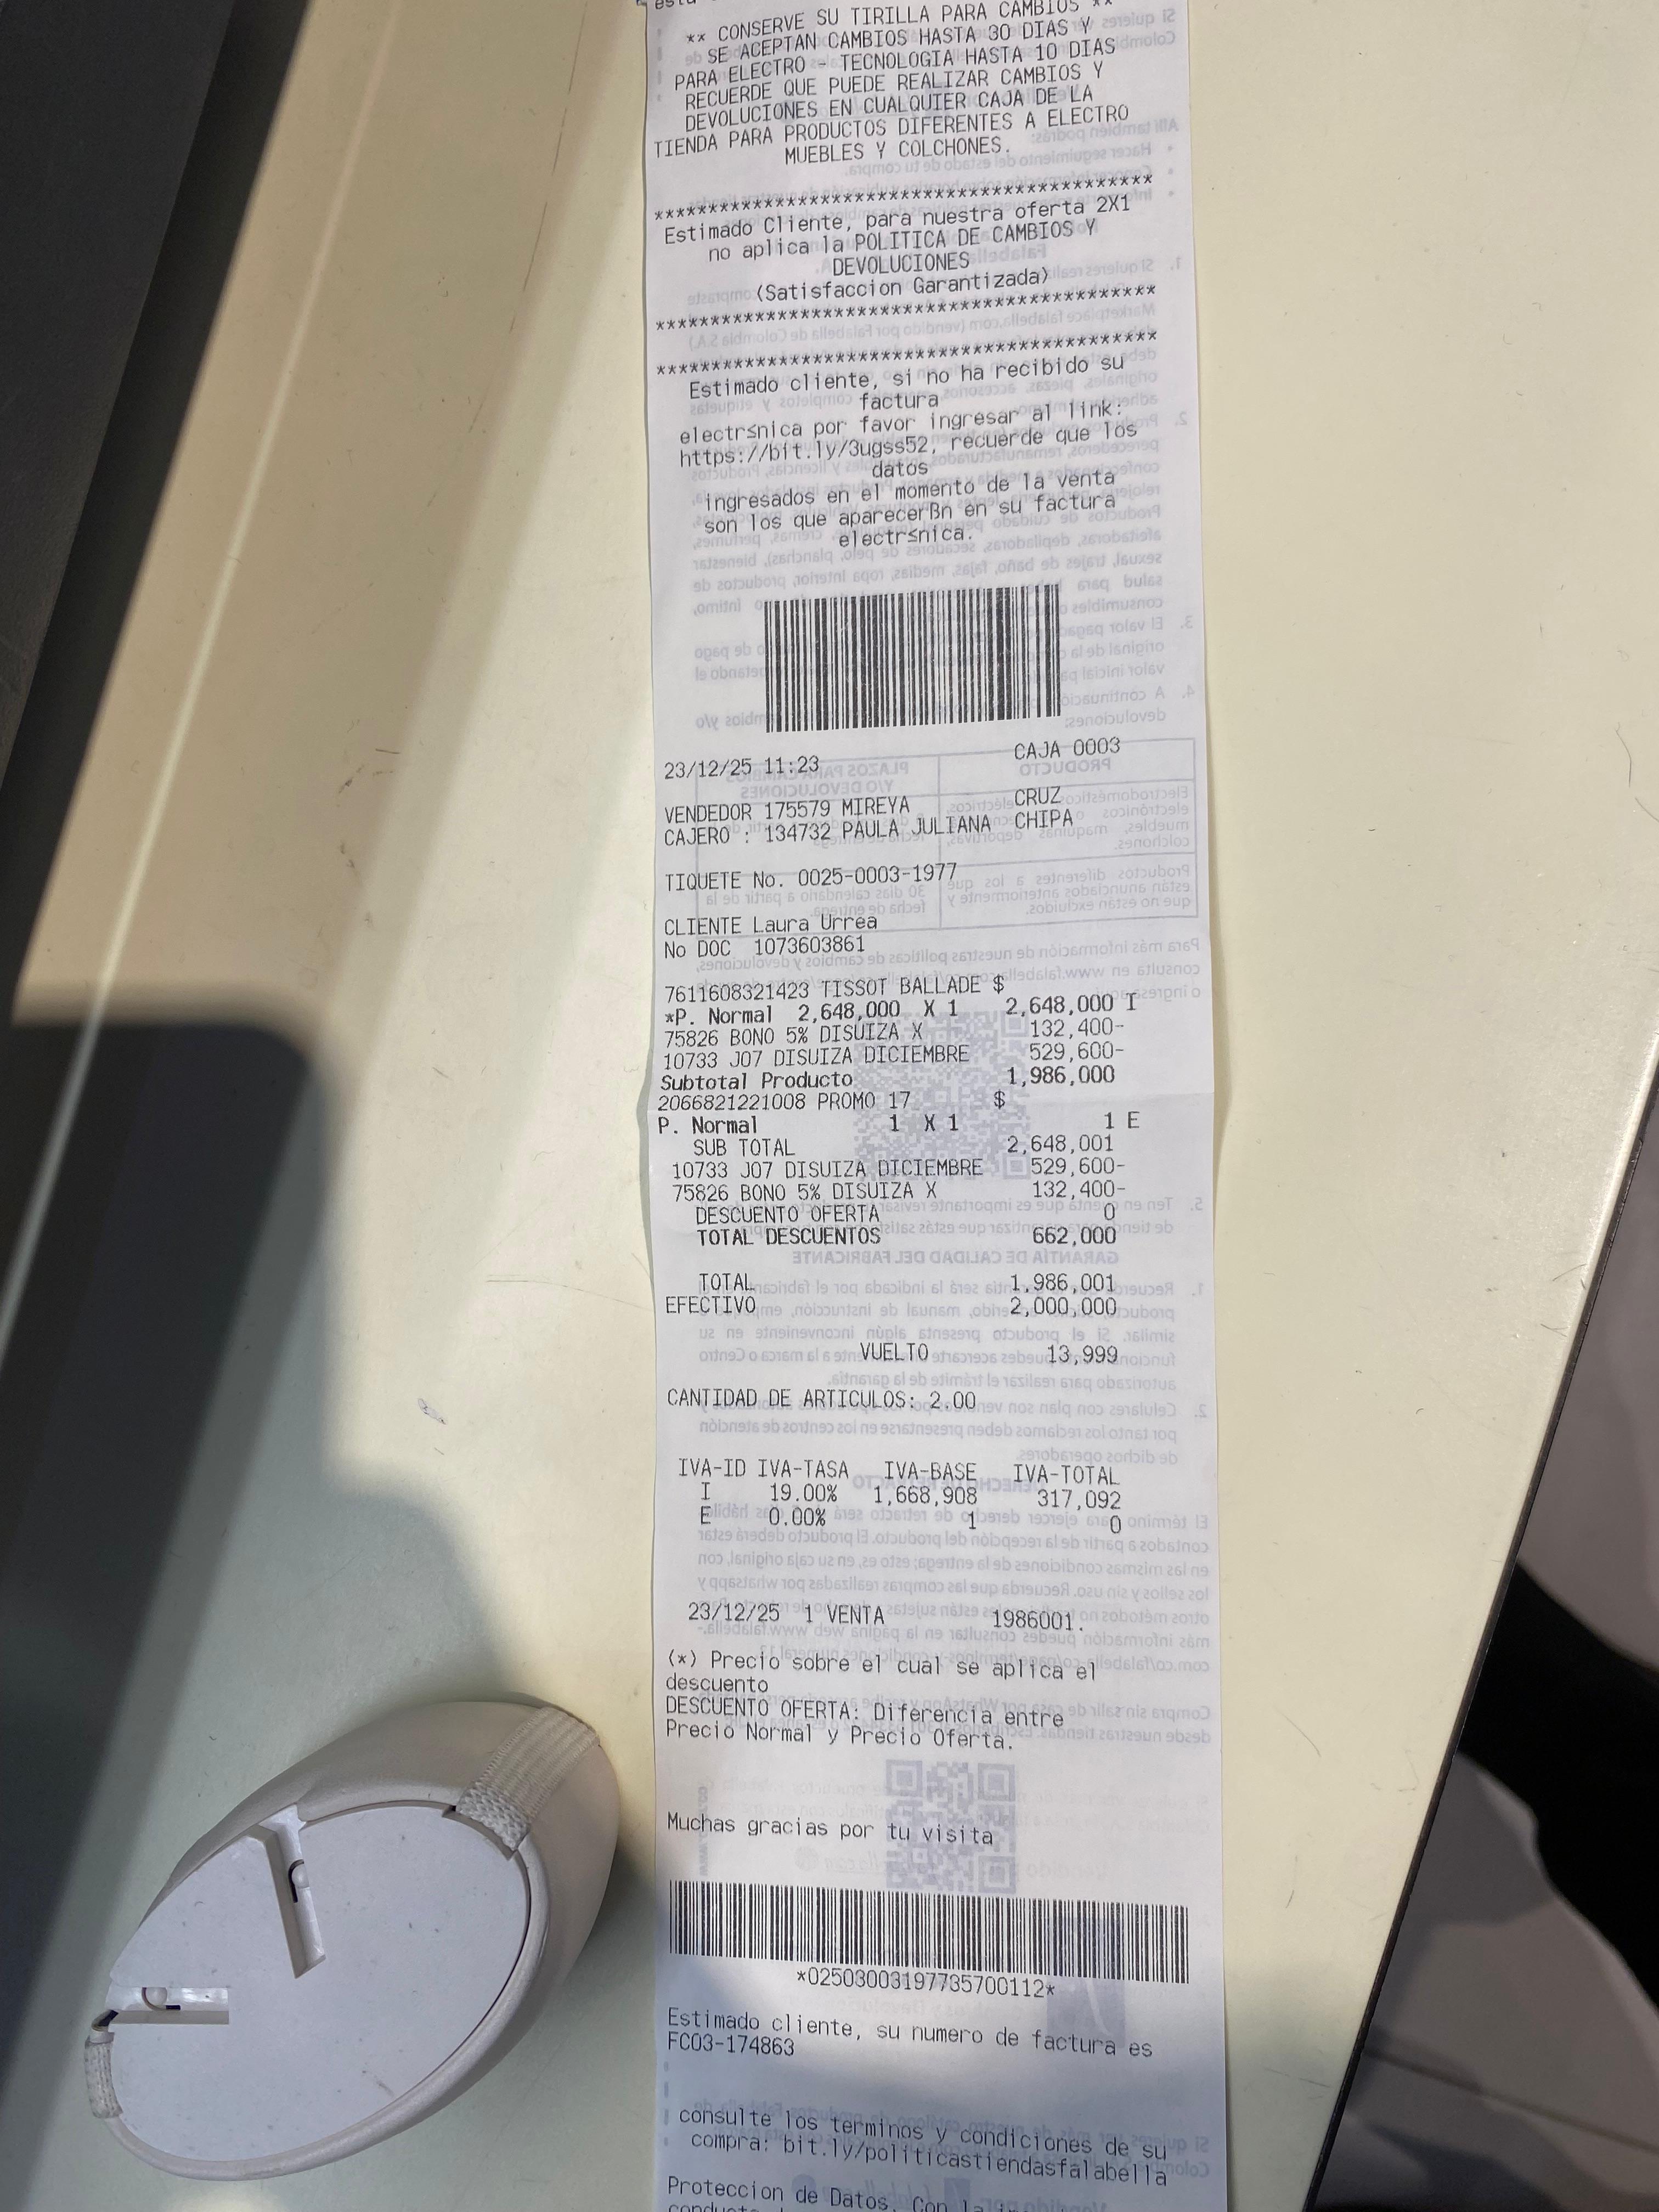 ** CONSERVE SU TIRILLA PARA CAMBIOS **
SE ACEPTAN CAMBIOS HASTA 30 DIAS Y
PARA ELECTRO - TECNOLOGIA HASTA 10 DIAS
RECUERDE QUE PUEDE REALIZAR CAMBIOS Y
DEVOLUCIONES EN CUALQUIER CAJA DE LA
TIENDA PARA PRODUCTOS DIFERENTES A ELECTRO
MUEBLES Y COLCHONES.
******************************************
Estimado Cliente, para nuestra oferta 2X1
no aplica la POLITICA DE CAMBIOS Y
DEVOLUCIONES
(Satisfaccion Garantizada)
******************************************
******************************************
Estimado cliente, si no ha recibido su
factura
electr≤nica por favor ingresar al link:
https://bit.ly/3ugss52, recuerde que los
datos
ingresados en el momento de la venta
son los que aparecerßn en su factura
electr≤nica.
23/12/25 11:23 CAJA 0003
VENDEDOR 175579 MIREYA CRUZ
CAJERO : 134732 PAULA JULIANA CHIPA
TIQUETE No. 0025-0003-1977
CLIENTE Laura Urrea
No DOC 1073603861
7611608321423 TISSOT BALLADE $
*P. Normal 2,648,000 X 1 2,648,000 I
75826 BONO 5% DISUIZA X 132,400-
10733 J07 DISUIZA DICIEMBRE 529,600-
Subtotal Producto 1,986,000
2066821221008 PROMO 17 $
P. Normal 1 X 1 1 E
SUB TOTAL 2,648,001
10733 J07 DISUIZA DICIEMBRE 529,600-
75826 BONO 5% DISUIZA X 132,400-
DESCUENTO OFERTA 0
TOTAL DESCUENTOS 662,000
TOTAL 1,986,001
EFECTIVO 2,000,000
VUELTO 13,999
CANTIDAD DE ARTICULOS: 2.00
IVA-ID IVA-TASA IVA-BASE IVA-TOTAL
I 19.00% 1,668,908 317,092
E 0.00% 1 0
23/12/25 1 VENTA 1986001.
(*) Precio sobre el cual se aplica el
descuento
DESCUENTO OFERTA: Diferencia entre
Precio Normal y Precio Oferta.
Muchas gracias por tu visita
*02503003197735700112*
Estimado cliente, su numero de factura es
FC03-174863
consulte los terminos y condiciones de su
compra: bit.ly/politicastiendasfalabella
Proteccion de Datos. Con la